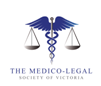 THE MEDICO-LEGAL
SOCIETY OF VICTORIA